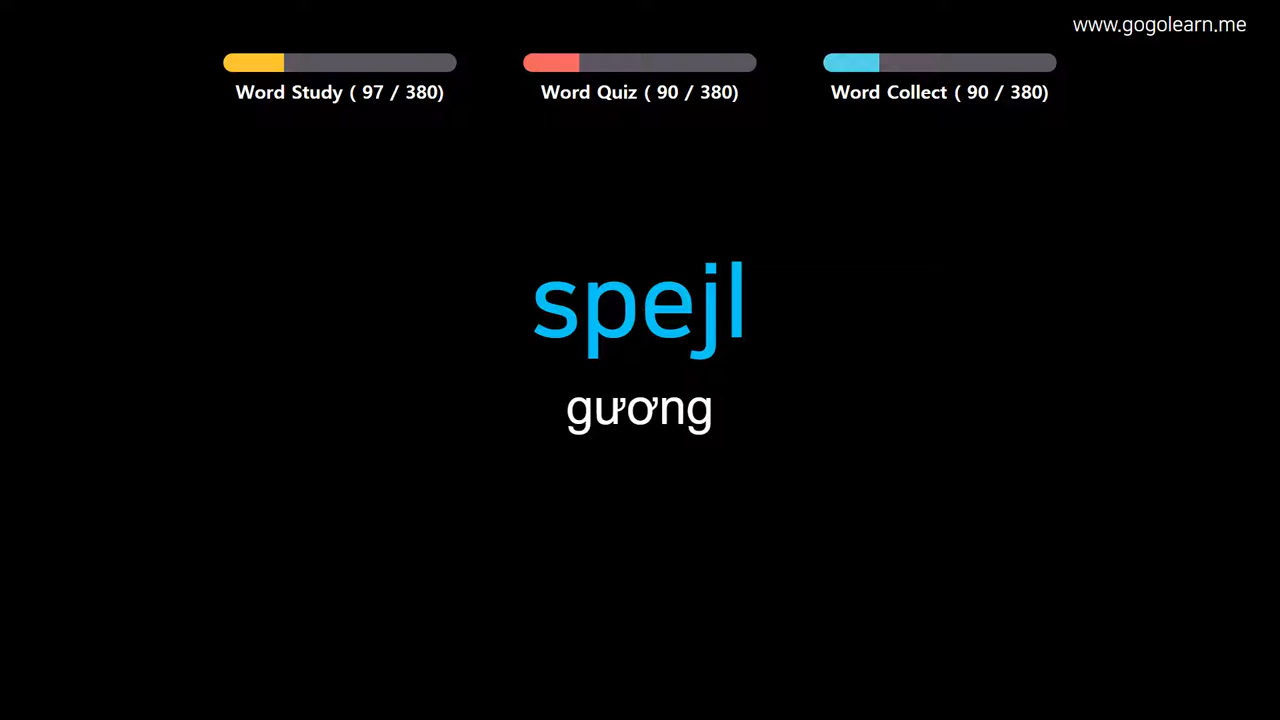 www.gogolearn.me
Word Study ( 97 / 380)
Word Quiz ( 90 / 380)
Word Collect ( 90 / 380)
spejl
gương